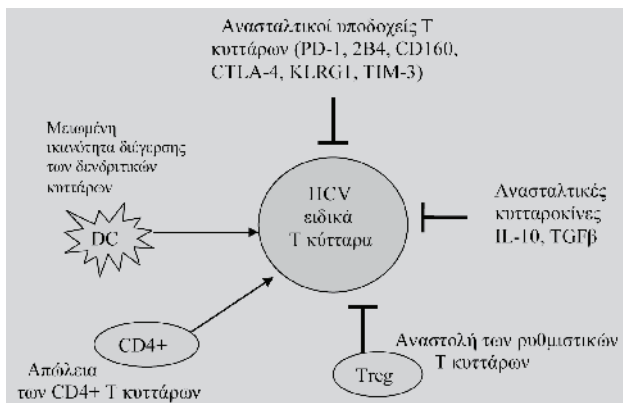 Ανασταλτικοί υποδοχείς Τ
κυττάρων (PD-1, 2B4, CD160,
CTLA-4, KLRG1, TIM-3)
Μειωμένη
ικανότητα διέγερσης
των δενδριτικών
κυττάρων
DC
HCV
ειδικά
Τ κύτταρα
Ανασταλτικές
κυτταροκίνες
IL-10, TGFβ
CD4+
Απώλεια
των CD4+ Τ κυττάρων
Treg
Αναστολή των ρυθμιστικών
Τ κυττάρων